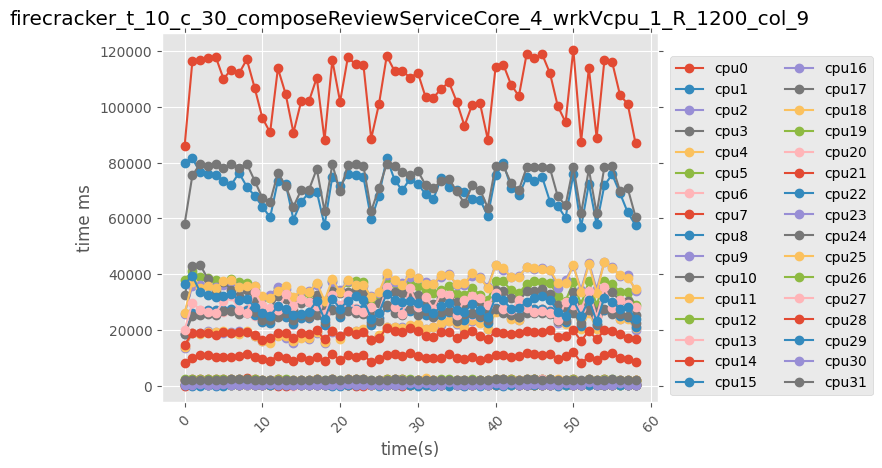 firecracker_t_10_c_30_composeReviewServiceCore_4_wrkVcpu_1_R_1200_col_9
120000
100000
80000
60000
40000
20000
0
time ms
0
10
20
30
40
50
60
time(s)
cpu0
cpu1
cpu2
cpu3
cpu4
cpu5
cpu6
cpu7
cpu8
cpu9
cpu10
cpu11
cpu12
cpu13
cpu14
cpu15
cpu16
cpu17
cpu18
cpu19
cpu20
cpu21
cpu22
cpu23
cpu24
cpu25
cpu26
cpu27
cpu28
cpu29
cpu30
cpu31